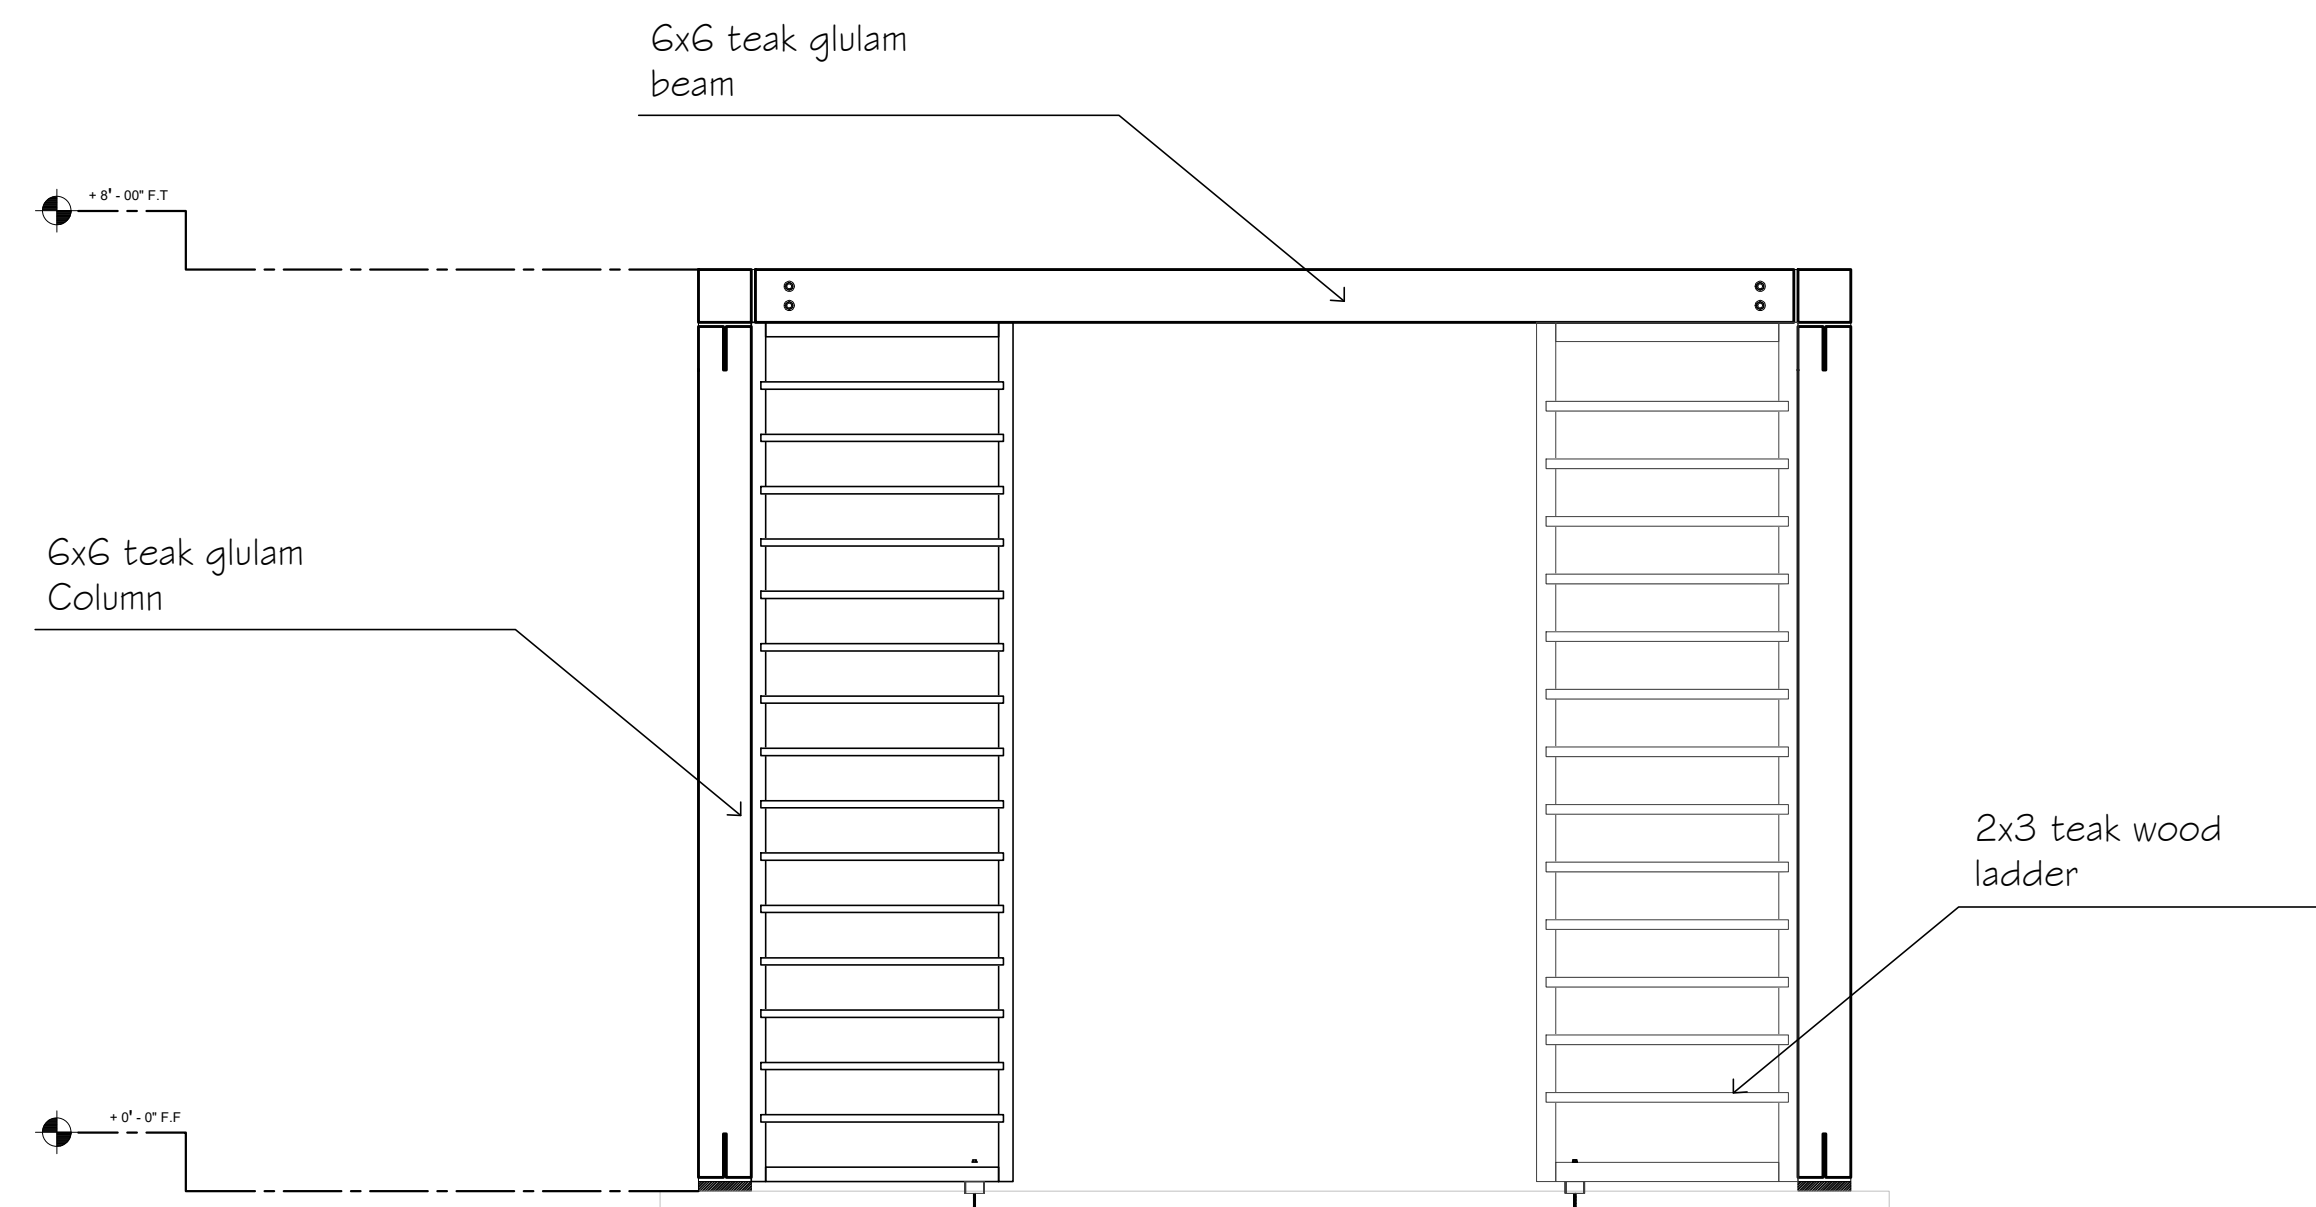 6x6 teak glulam
beam
+ 8' - 00" F.T
6x6 teak glulam
Column
2x3 teak wood
ladder
+ 0' - 0" F.F